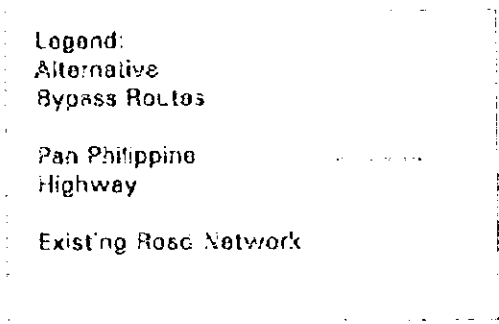 Legend:
Alternative
Bypass Routes
Pan Philippine
Highway
Existing Road Network